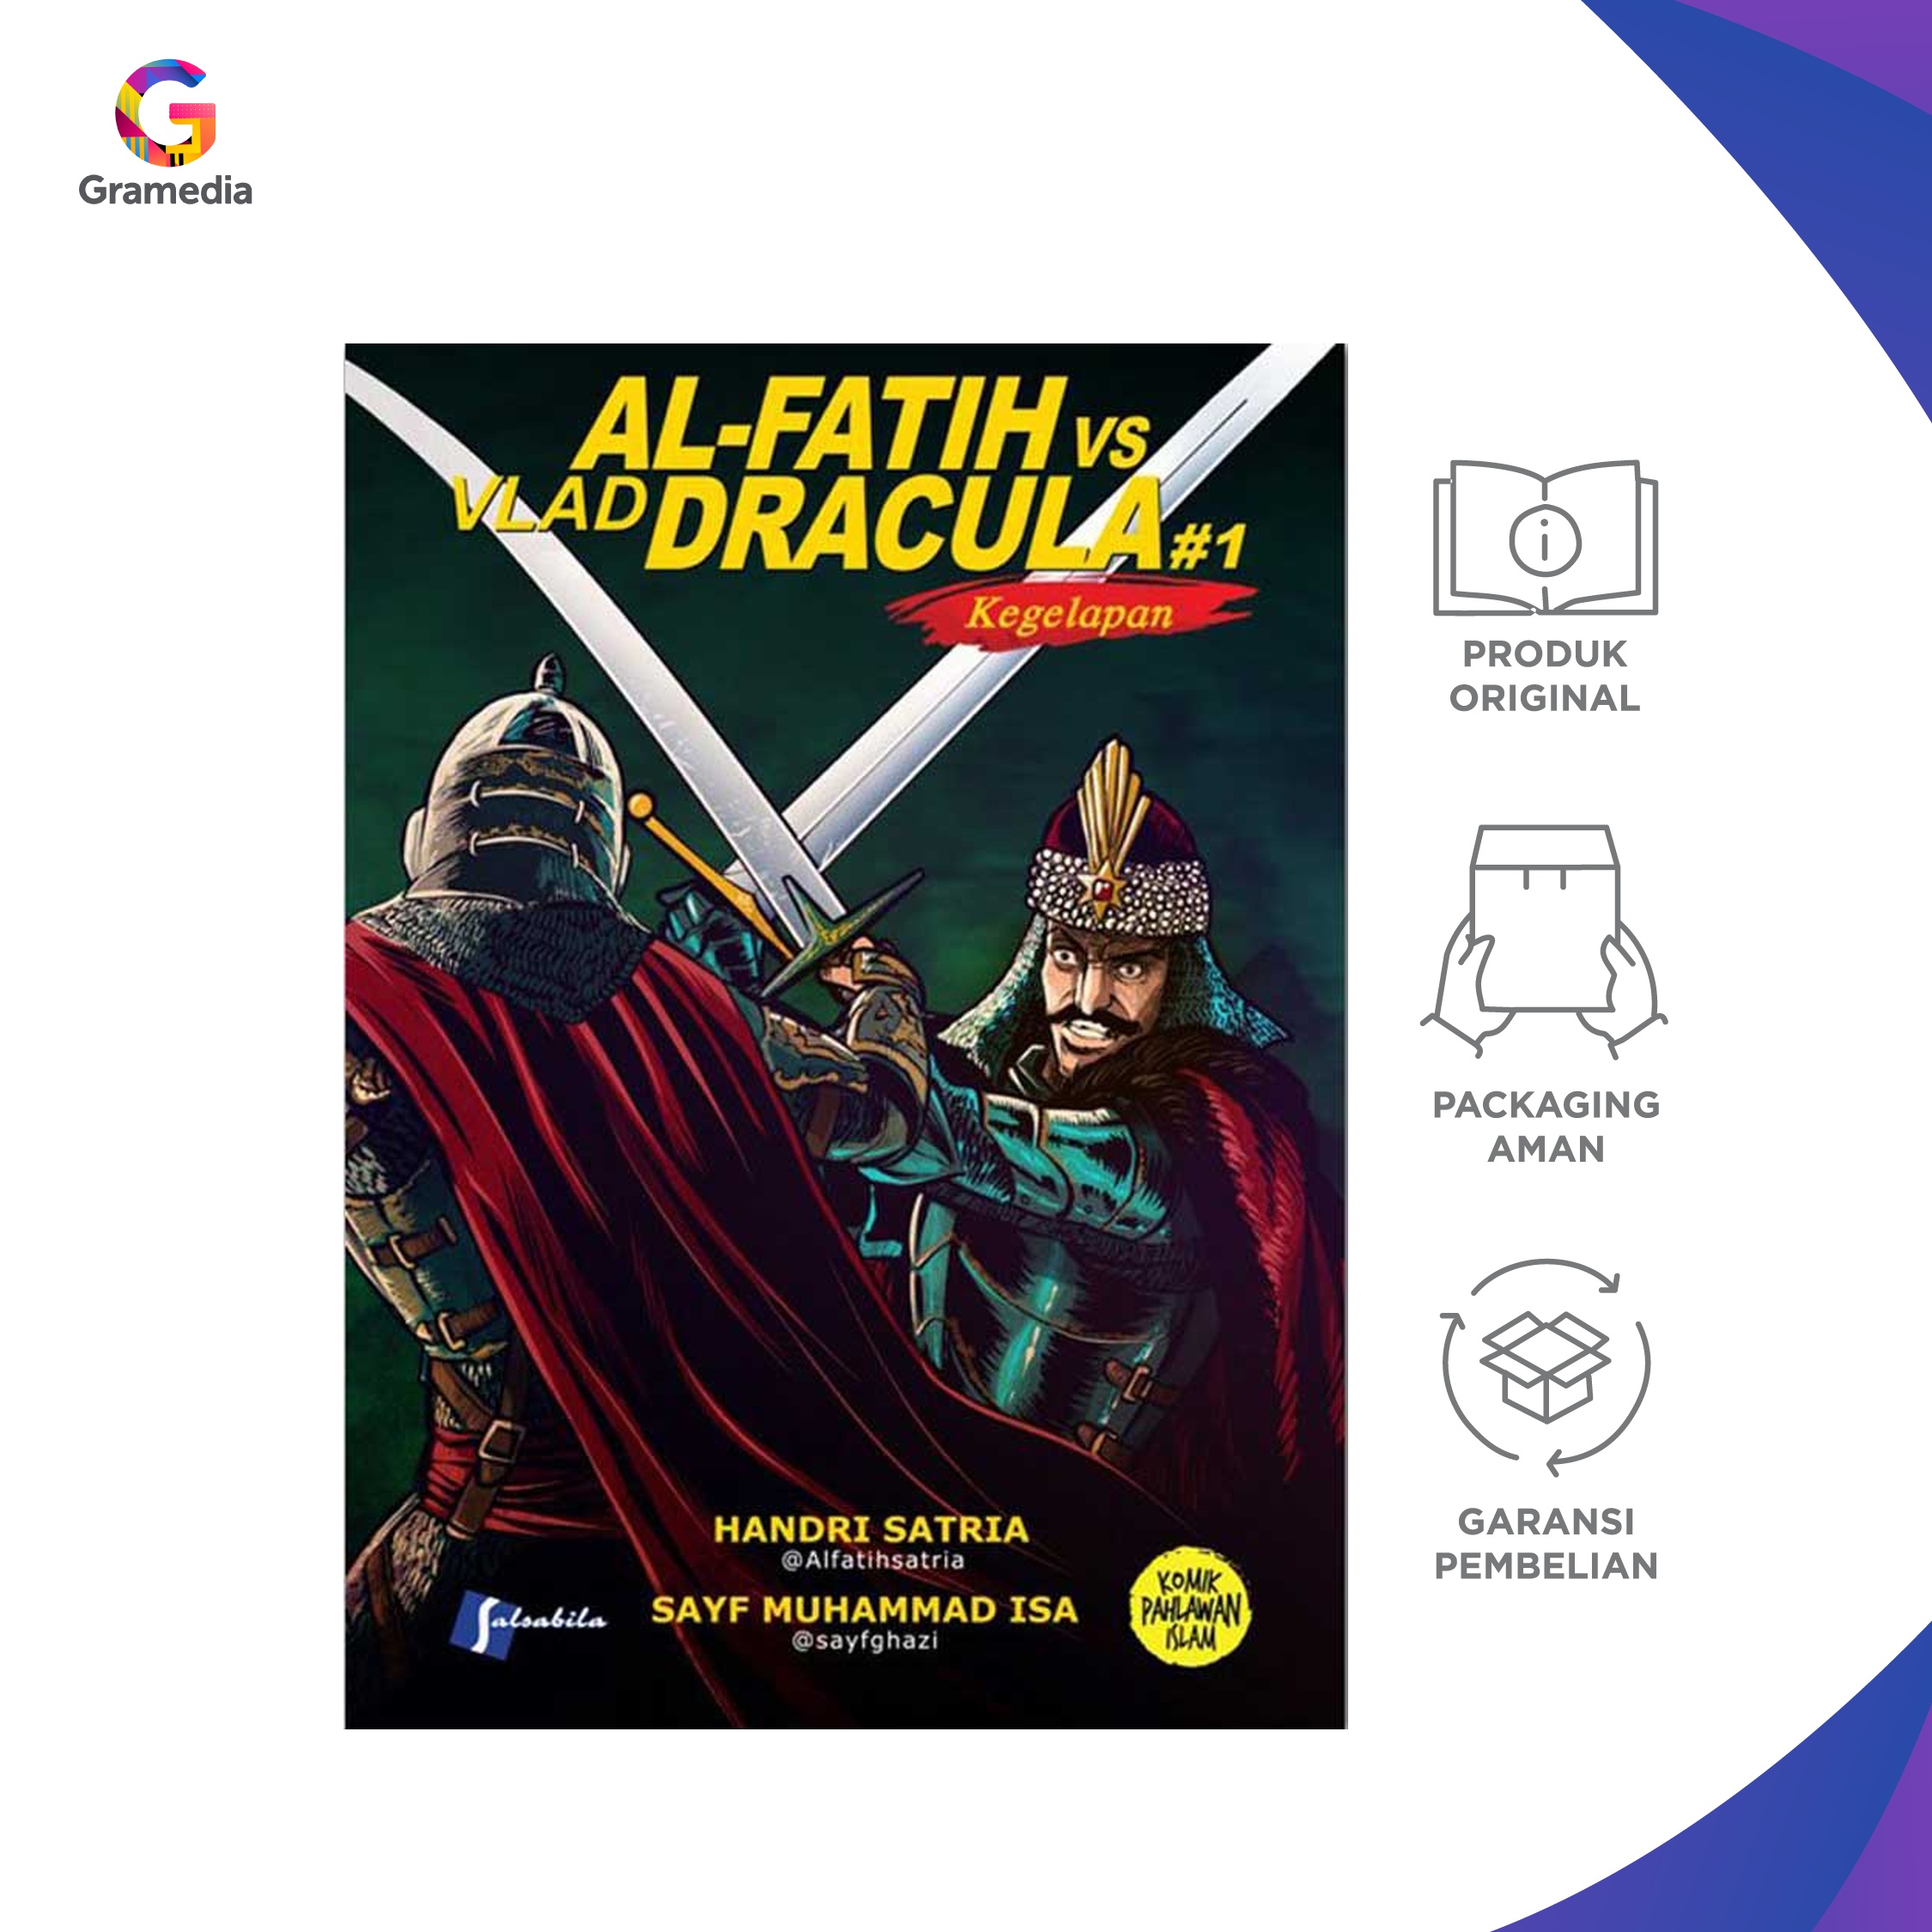 Gramedia
AL-FATIH VS
VLAD DRACULA #1
Kegelapan
HANDRI SATRIA
@Alfatihsatria
SAYF MUHAMMAD ISA
@sayfghazi
Salsabila
KOMIK
PAHLAWAN
ISLAM
PRODUK
ORIGINAL
PACKAGING
AMAN
GARANSI
PEMBELIAN